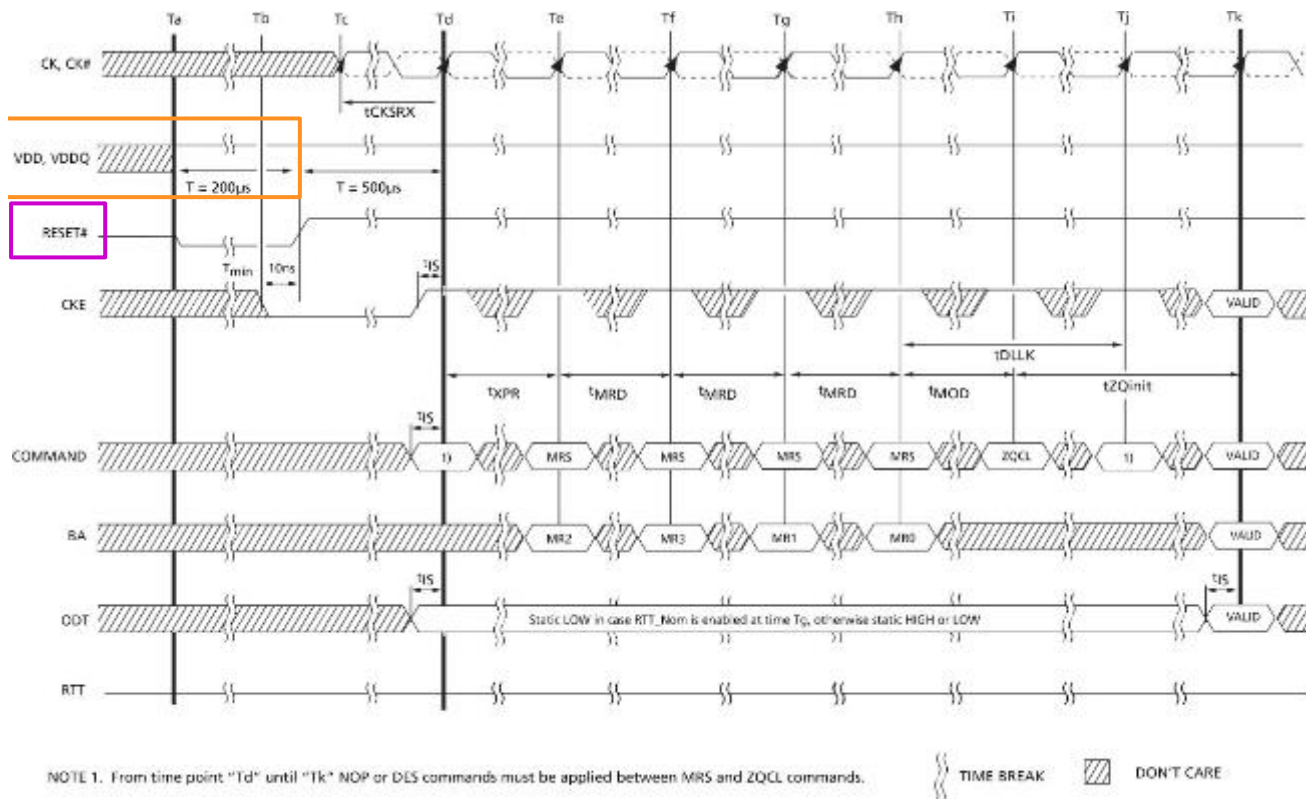 Ta Tb Tc Td Te Tf Tg Th Ti Tj Tk
CK, CK#
tCKSRX
VDD, VDDQ
T = 200µs T = 500µs
RESET#
Tmin 10ns tIS
CKE VALID
tDLLK
tXPR tMRD tMRD tMRD tMOD tZQinit
tIS
COMMAND 1) MRS MRS MRS MRS ZQCL 1) VALID
BA MR2 MR3 MR1 MR0 VALID
tIS tIS
ODT Static LOW in case RTT_Nom is enabled at time Tg, otherwise static HIGH or LOW VALID
RTT
NOTE 1. From time point "Td" until "Tk" NOP or DES commands must be applied between MRS and ZQCL commands.
TIME BREAK DON'T CARE